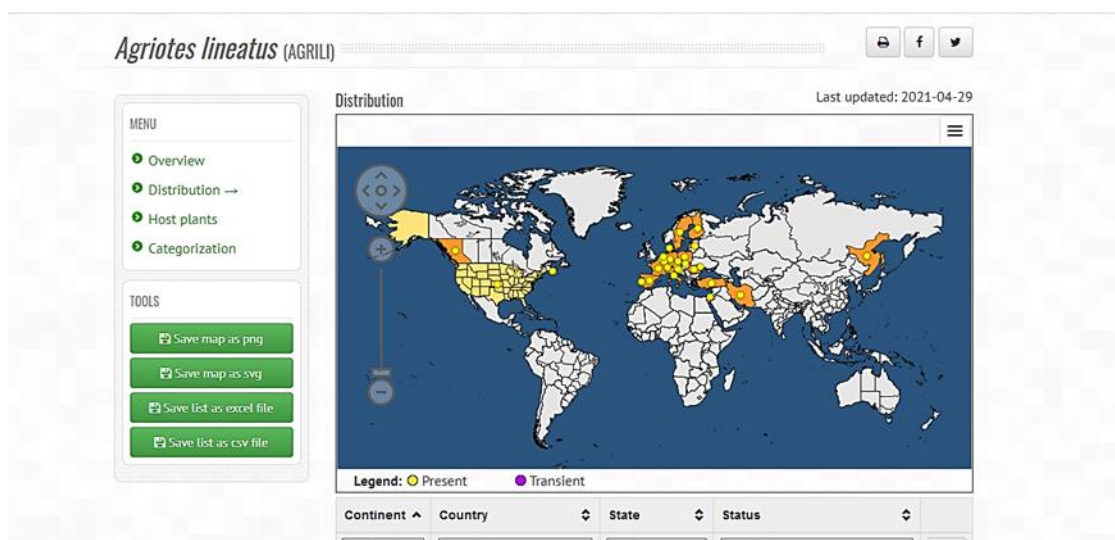 Agriotes lineatus (AGRILI)
MENU
Overview
Distribution →
Host plants
Categorization
TOOLS
Save map as png
Save map as svg
Save list as excel file
Save list as csv file
Distribution
Last updated: 2021-04-29
Legend: Present Transient
Continent Country State Status